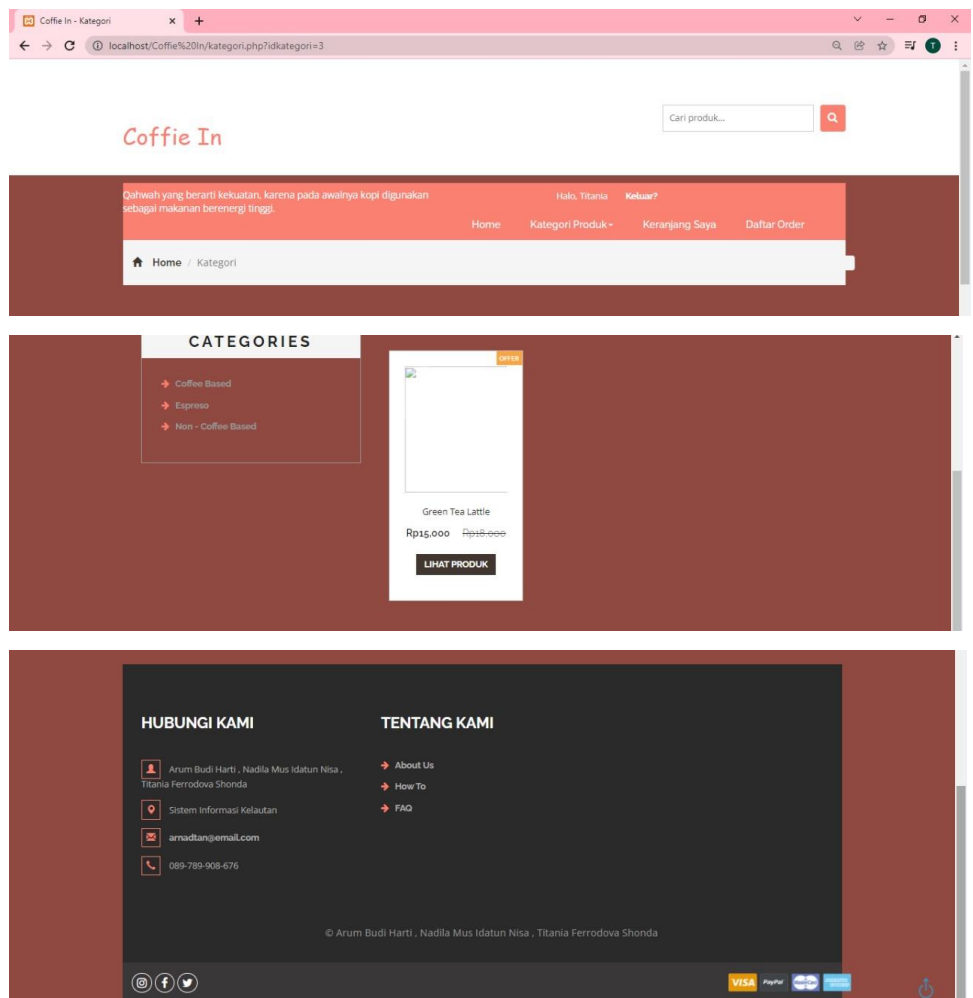 Coffie In - Kategori
localhost/Coffie%20In/kategori.php?idkategori=3
T
Cari produk...
Coffie In
Qahwah yang berarti kekuatan, karena pada awalnya kopi digunakan
sebagai makanan berenergi tinggi.
Halo, Titania Keluar?
Home Kategori Produk Keranjang Saya Daftar Order
Home / Kategori
CATEGORIES
Coffee Based
Espreso
Non - Coffee Based
OFFER
Green Tea Lattle
Rp15,000 Rp18,000
LIHAT PRODUK
HUBUNGI KAMI
Arum Budi Harti , Nadila Mus Idatun Nisa ,
Titania Ferrodova Shonda
Sistem Informasi Kelautan
arnadtan@email.com
089-789-908-676
TENTANG KAMI
About Us
How To
FAQ
© Arum Budi Harti , Nadila Mus Idatun Nisa , Titania Ferrodova Shonda
VISA PayPal